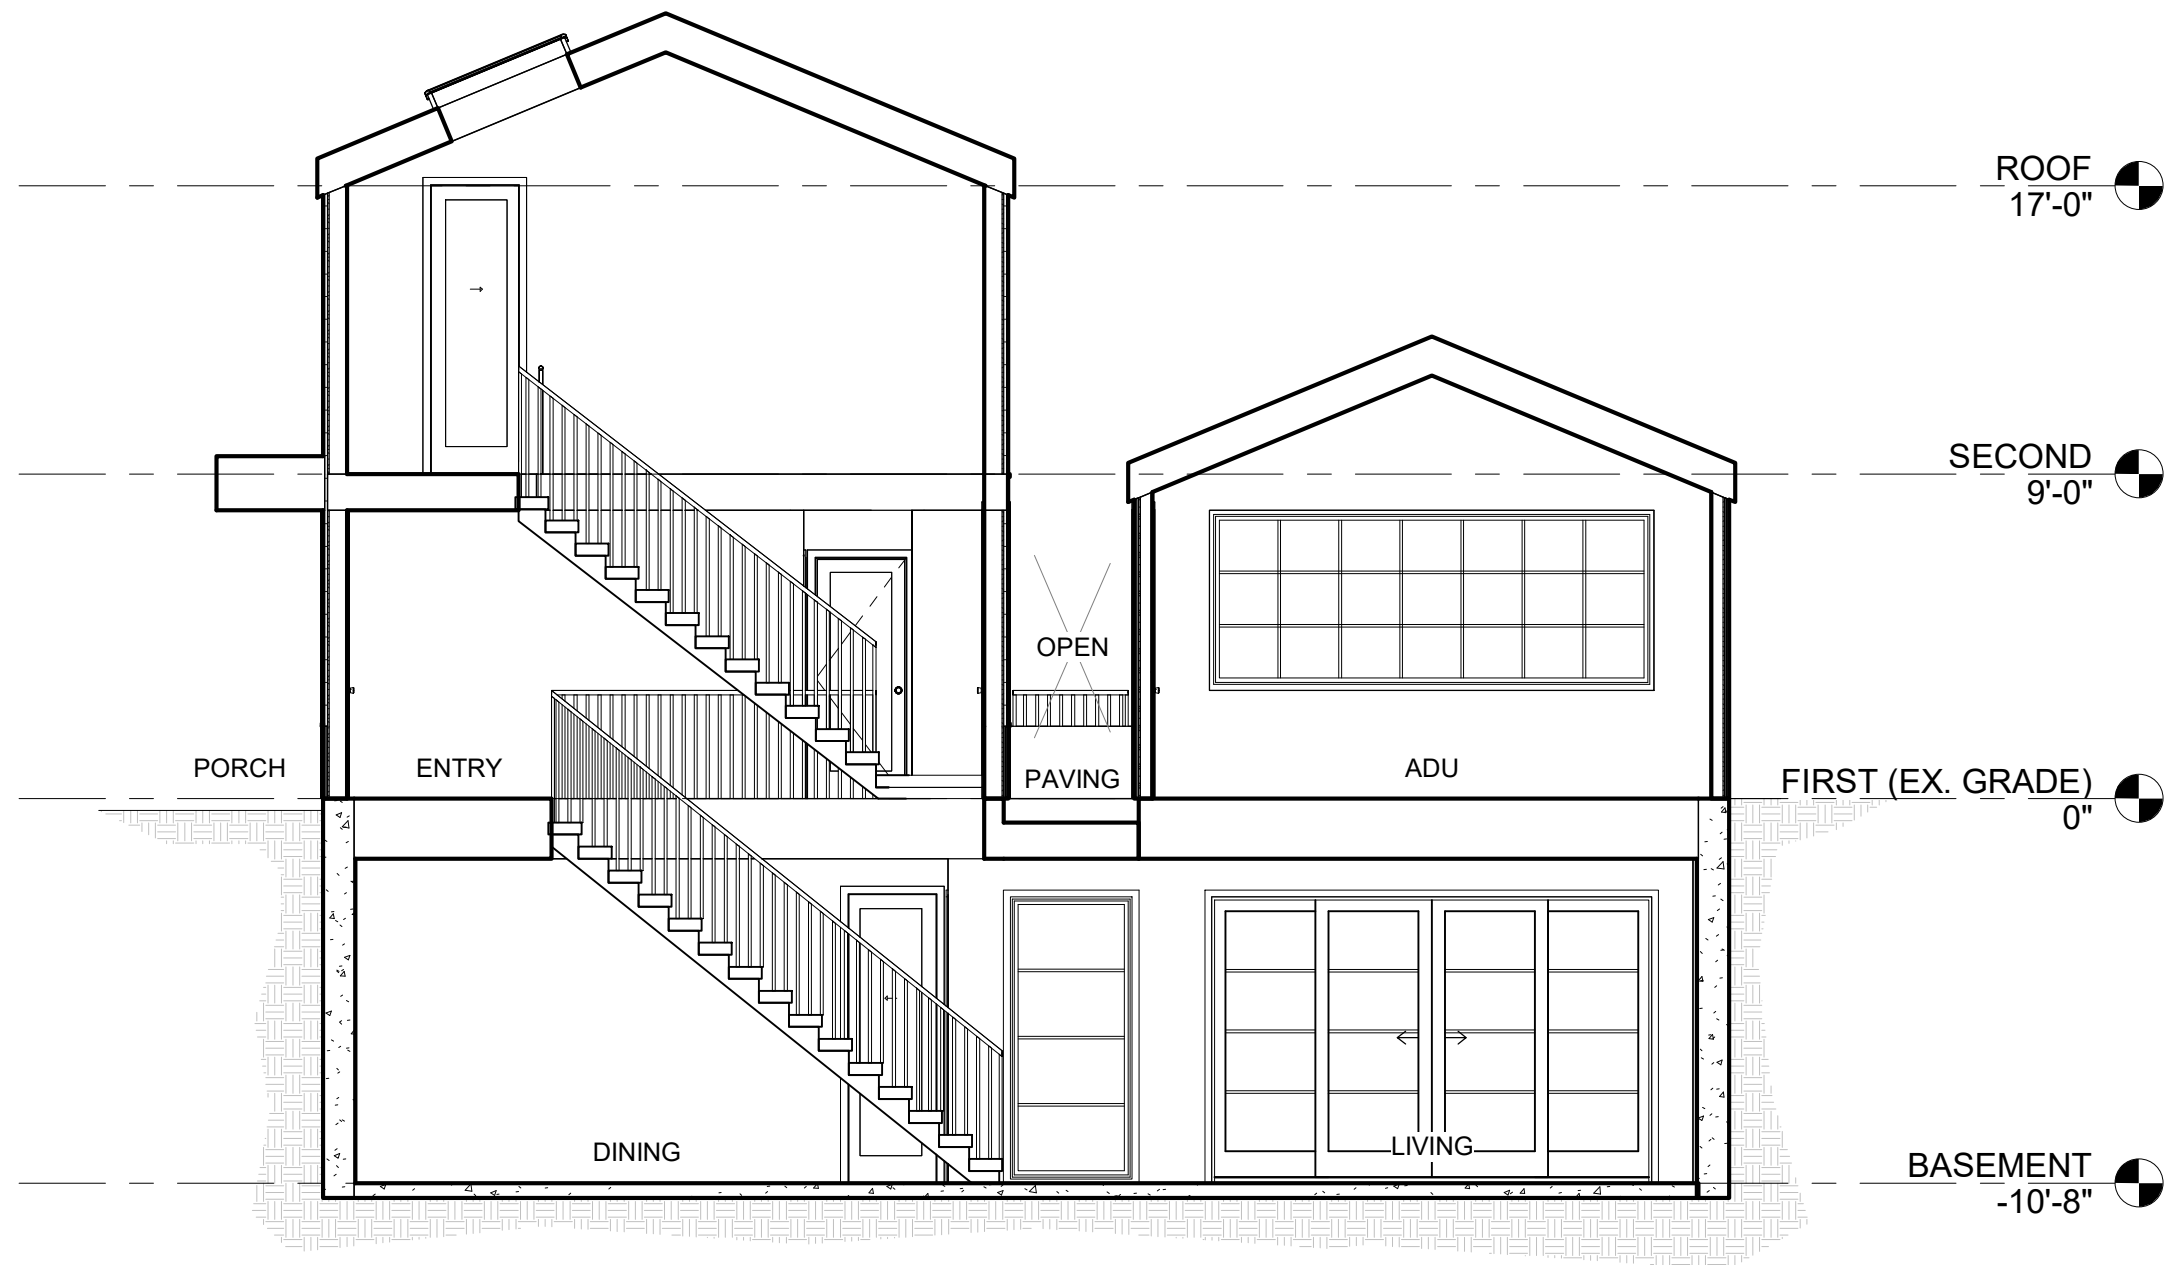 ROOF
17'-0"
SECOND
9'-0"
OPEN
PORCH
ENTRY
PAVING
ADU
FIRST (EX. GRADE)
0"
DINING
LIVING
BASEMENT
-10'-8"